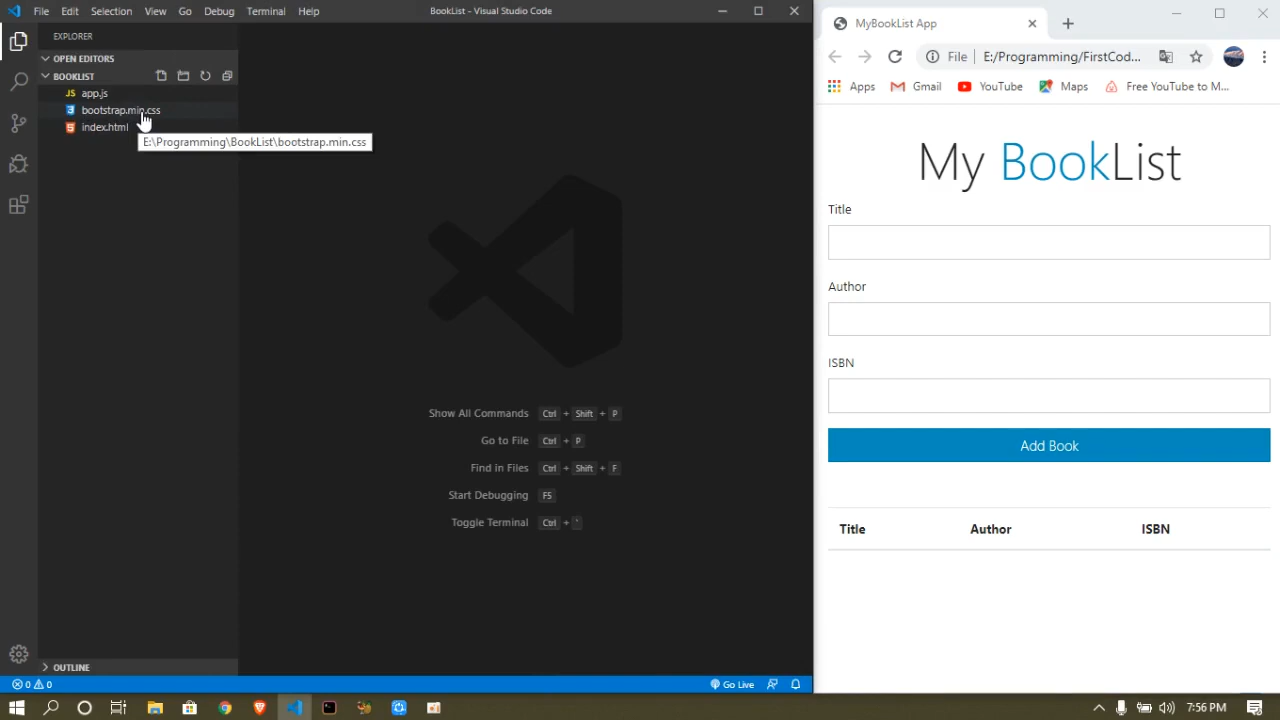 File Edit Selection View Go Debug Terminal Help
BookList - Visual Studio Code
EXPLORER
OPEN EDITORS
BOOKLIST
JS app.js
bootstrap.min.css
index.html
E:\Programming\BookList\bootstrap.min.css
Show All Commands Ctrl + Shift + P
Go to File Ctrl + P
Find in Files Ctrl + Shift + F
Start Debugging F5
Toggle Terminal Ctrl + `
OUTLINE
0 0
Go Live
MyBookList App
File E:/Programming/FirstCod...
Apps Gmail YouTube Maps Free YouTube to M...
My BookList
Title
Author
ISBN
Add Book
Title Author ISBN
7:56 PM